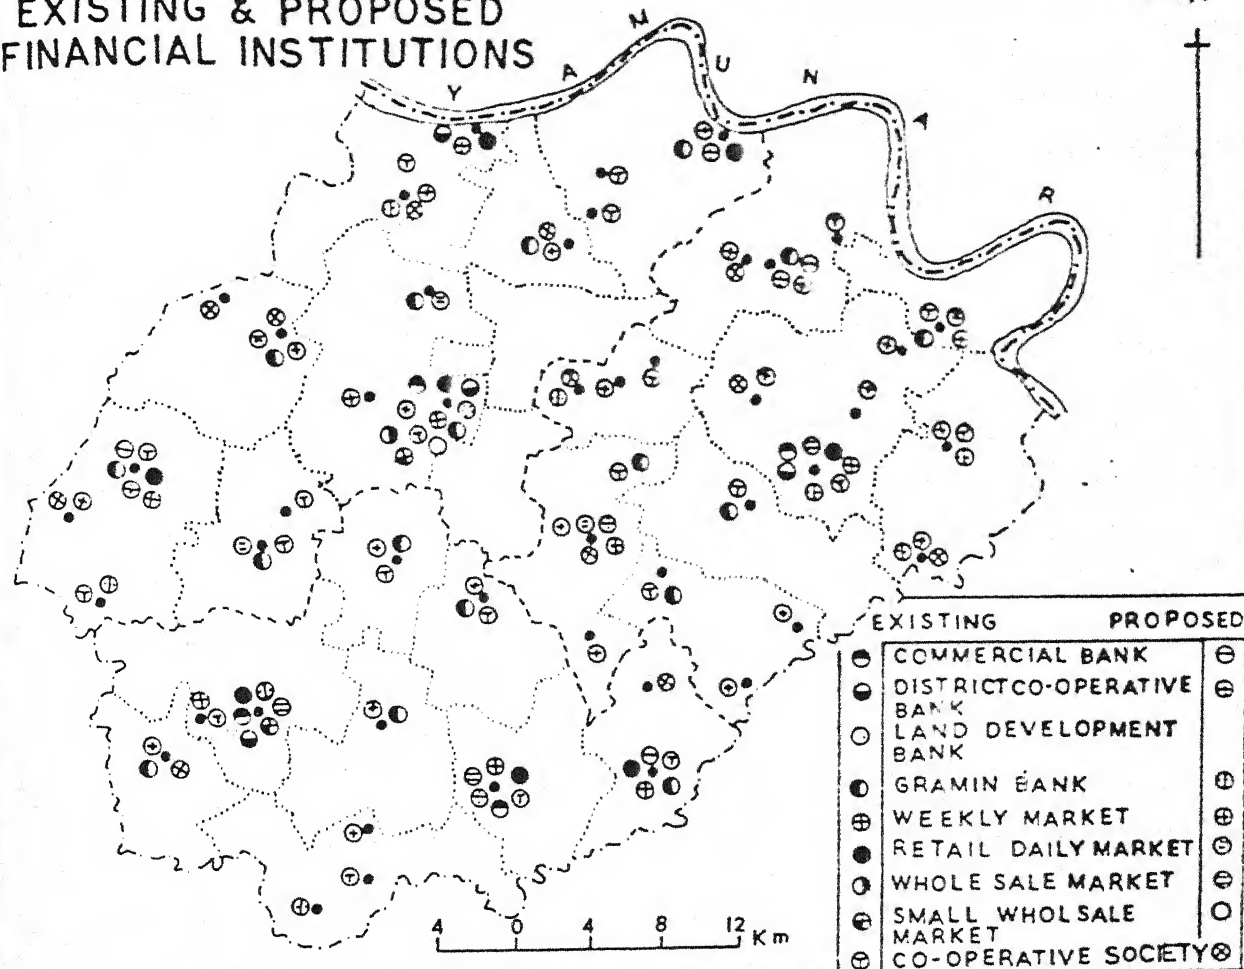 EXISTING & PROPOSED
FINANCIAL INSTITUTIONS
Y A M U N A R
S
S
S
S
EXISTING PROPOSED
COMMERCIAL BANK
DISTRICT CO-OPERATIVE
BANK
LAND DEVELOPMENT
BANK
GRAMIN BANK
WEEKLY MARKET
RETAIL DAILY MARKET
WHOLE SALE MARKET
SMALL WHOLSALE
MARKET
CO-OPERATIVE SOCIETY
4 0 4 8 12 Km